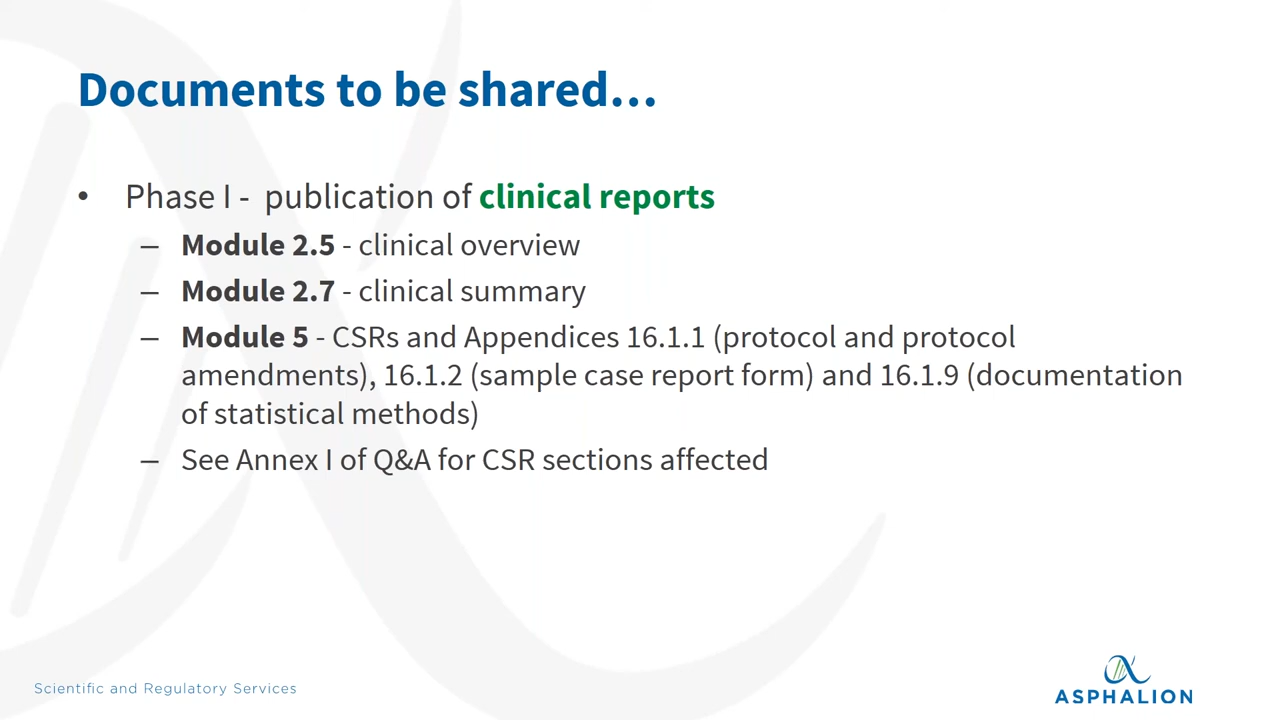 Documents to be shared…
• Phase I - publication of clinical reports
– Module 2.5 - clinical overview
– Module 2.7 - clinical summary
– Module 5 - CSRs and Appendices 16.1.1 (protocol and protocol
amendments), 16.1.2 (sample case report form) and 16.1.9 (documentation
of statistical methods)
– See Annex I of Q&A for CSR sections affected
Scientific and Regulatory Services
ASPHALION